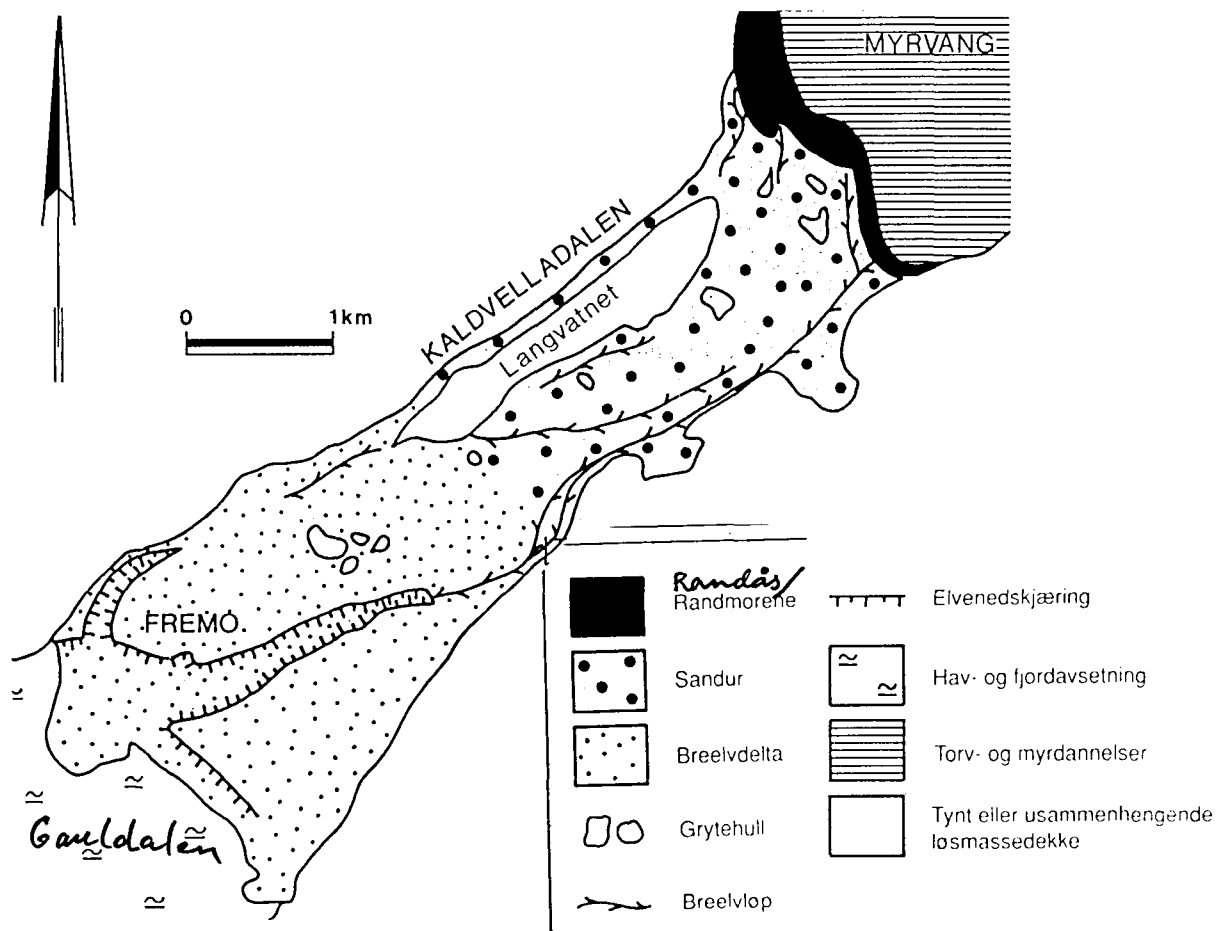 MYRVANG
KALDVELLADALEN
Langvatnet
0 1km
FREMO
Gauldalen
Randås/
Randmorene
Sandur
Breelvdelta
Grytehull
Breelvløp
Elvenedskjæring
Hav- og fjordavsetning
Torv- og myrdannelser
Tynt eller usammenhengende
løsmassedekke